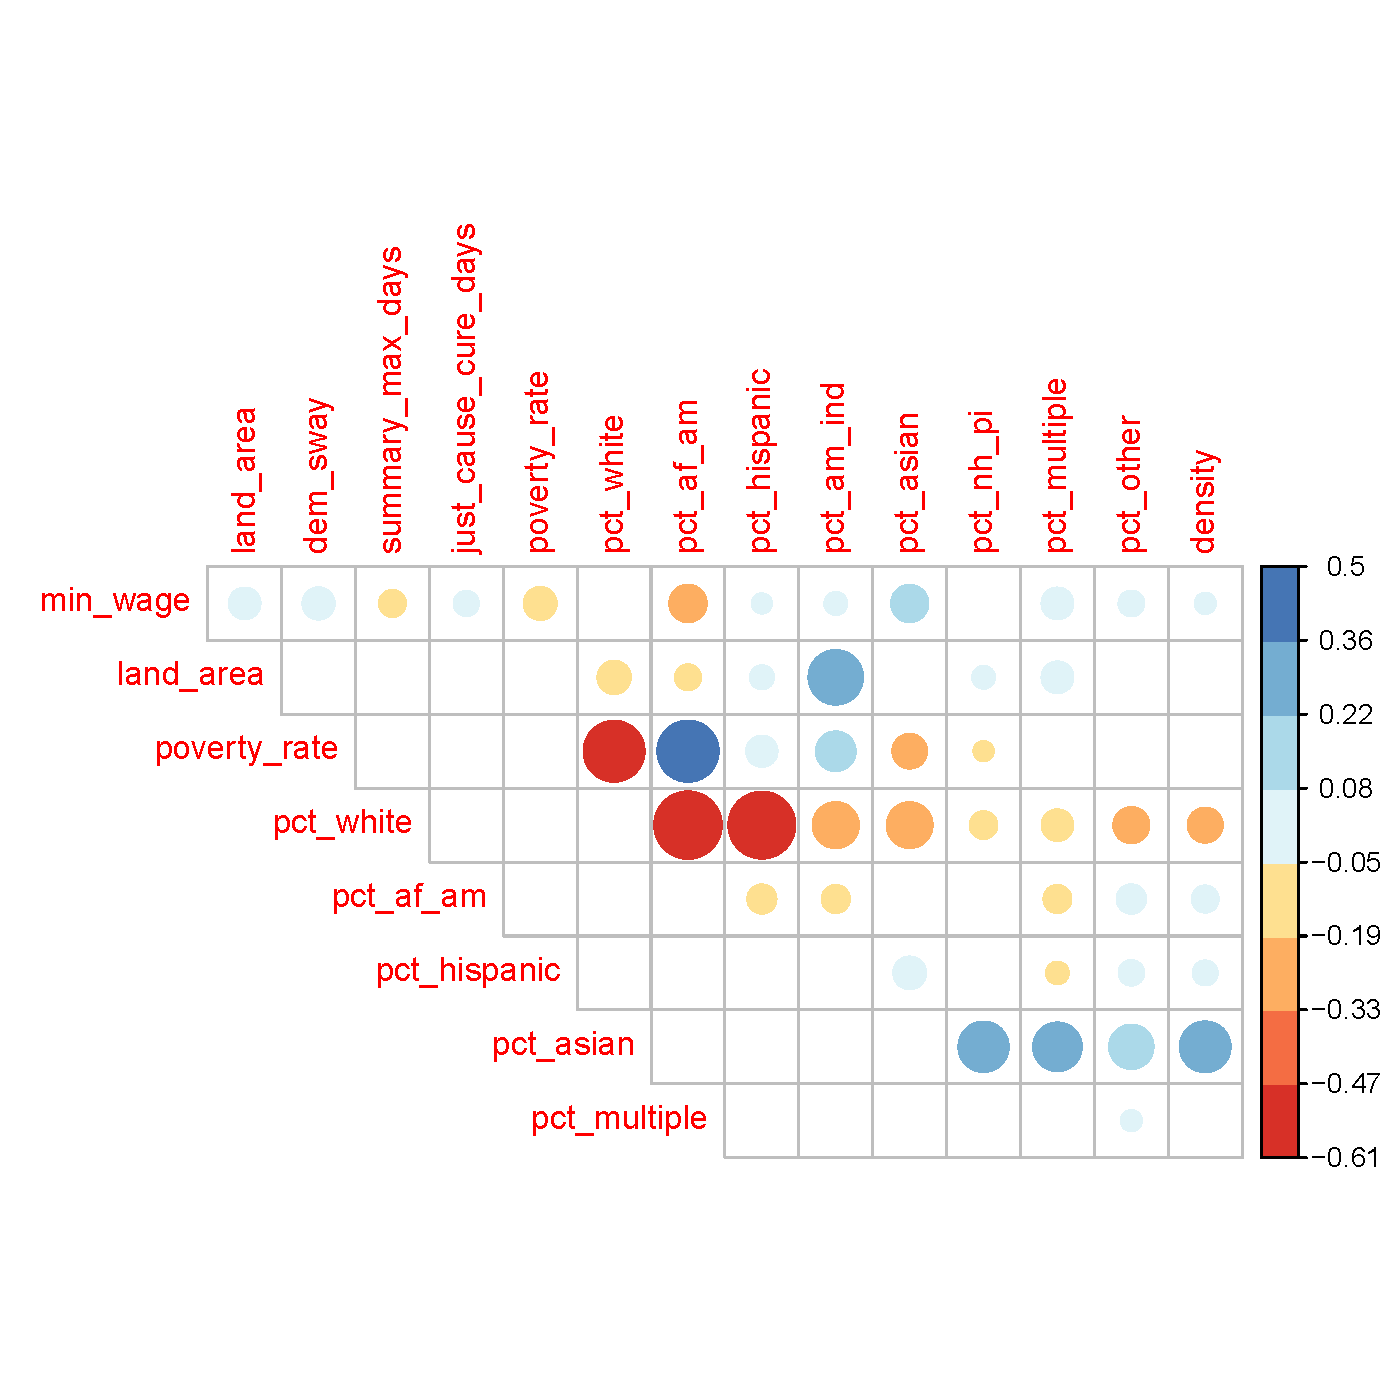 land_area
dem_sway
summary_max_days
just_cause_cure_days
poverty_rate
pct_white
pct_af_am
pct_hispanic
pct_am_ind
pct_asian
pct_nh_pi
pct_multiple
pct_other
density
min_wage
land_area
poverty_rate
pct_white
pct_af_am
pct_hispanic
pct_asian
pct_multiple
0.5
0.36
0.22
0.08
−0.05
−0.19
−0.33
−0.47
−0.61